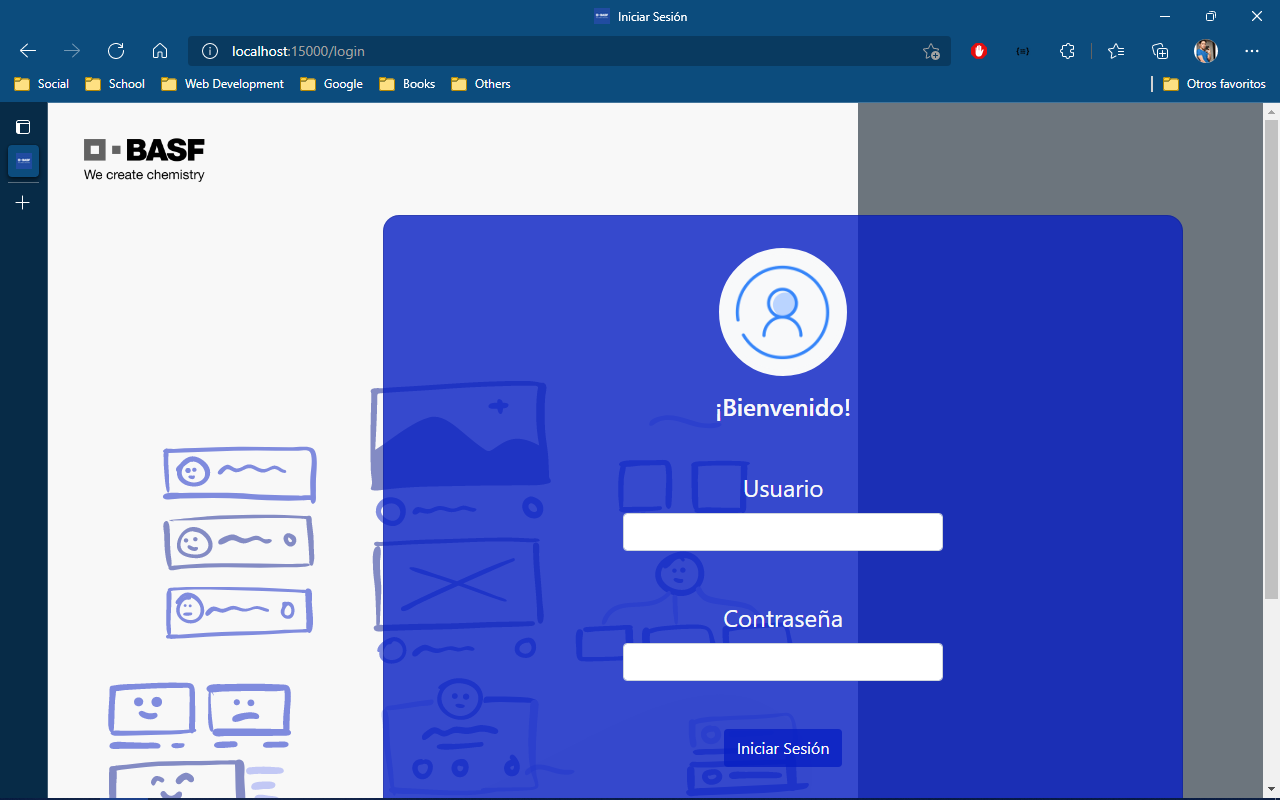 Iniciar Sesión
localhost:15000/login
Social School Web Development Google Books Others Otros favoritos
BASF
We create chemistry
¡Bienvenido!
Usuario
Contraseña
Iniciar Sesión